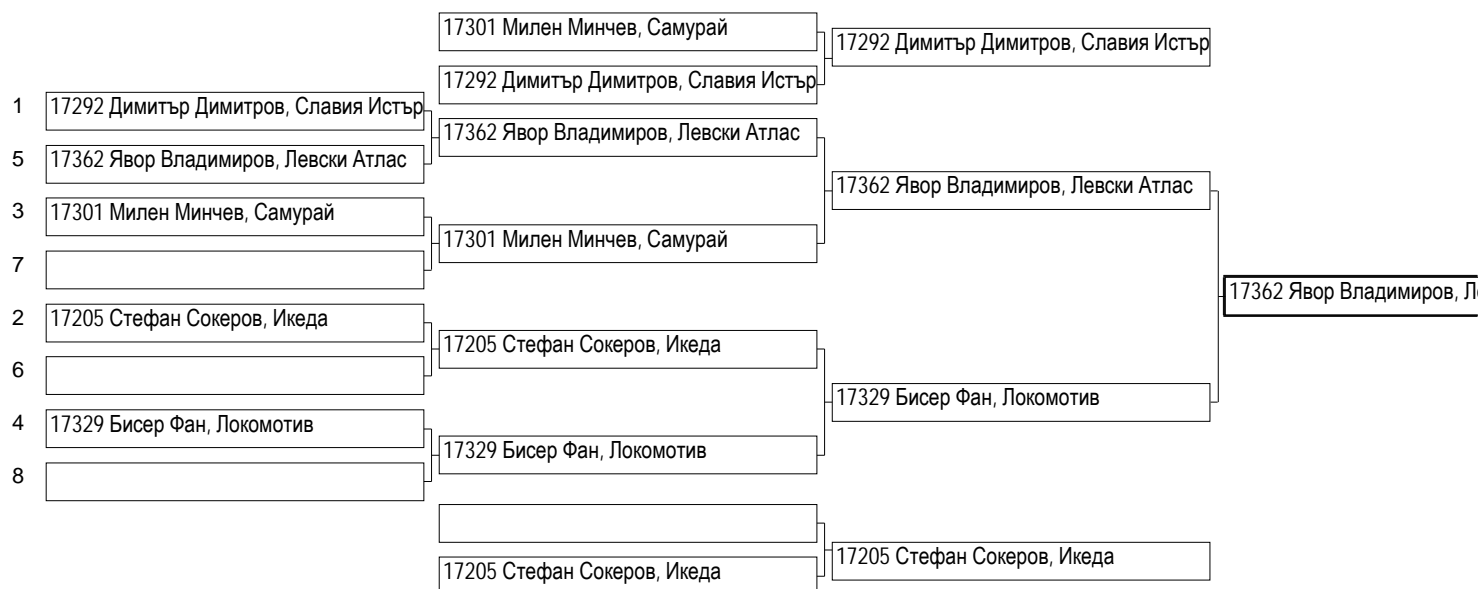 17301 Милен Минчев, Самурай
17292 Димитър Димитров, Славия Истър
17292 Димитър Димитров, Славия Истър
1 17292 Димитър Димитров, Славия Истър
17362 Явор Владимиров, Левски Атлас
5 17362 Явор Владимиров, Левски Атлас
17362 Явор Владимиров, Левски Атлас
3 17301 Милен Минчев, Самурай
17301 Милен Минчев, Самурай
7
17362 Явор Владимиров,
2 17205 Стефан Сокеров, Икеда
17205 Стефан Сокеров, Икеда
6
17329 Бисер Фан, Локомотив
4 17329 Бисер Фан, Локомотив
17329 Бисер Фан, Локомотив
8
17205 Стефан Сокеров, Икеда
17205 Стефан Сокеров, Икеда